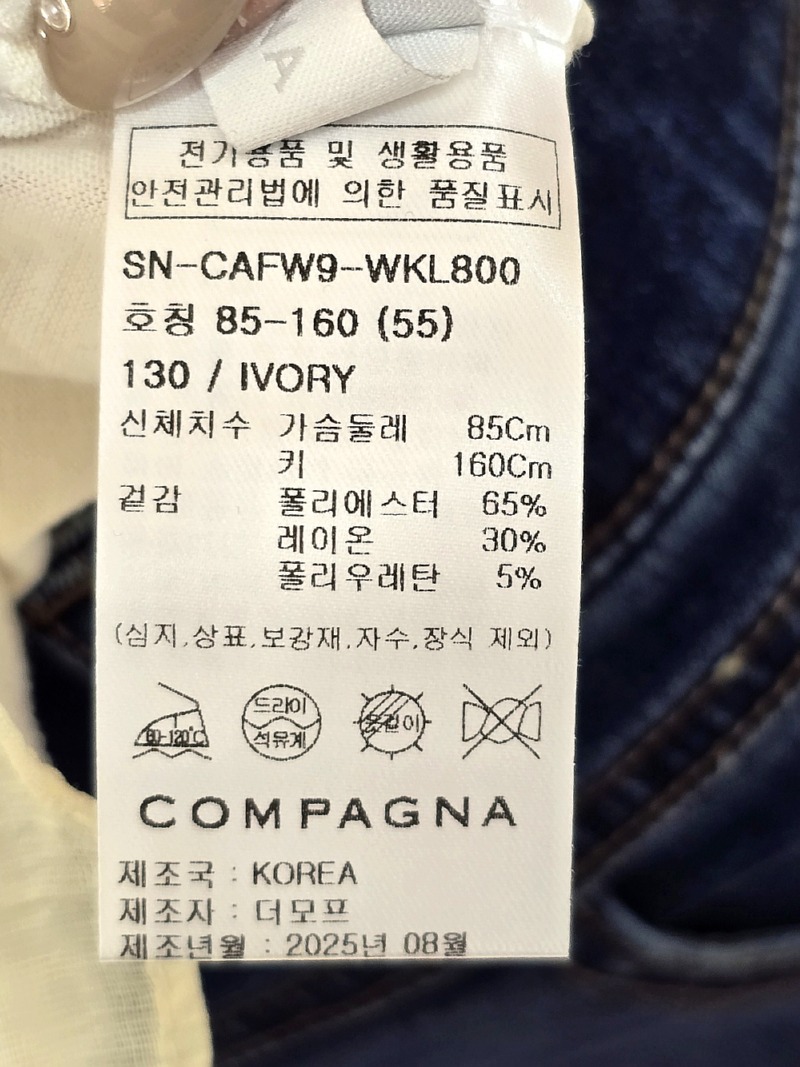 A
전기용품 및 생활용품
안전관리법에 의한 품질표시
SN-CAFW9-WKL800
호칭 85-160 (55)
130 / IVORY
신체치수 가슴둘레 85Cm
키 160Cm
겉감 폴리에스터 65%
레이온 30%
폴리우레탄 5%
(심지,상표,보강재,자수,장식 제외)
80-120°C
드라이
석유계
옷걸이
COMPAGNA
제조국 : KOREA
제조자 : 더모프
제조년월 : 2025년 08월